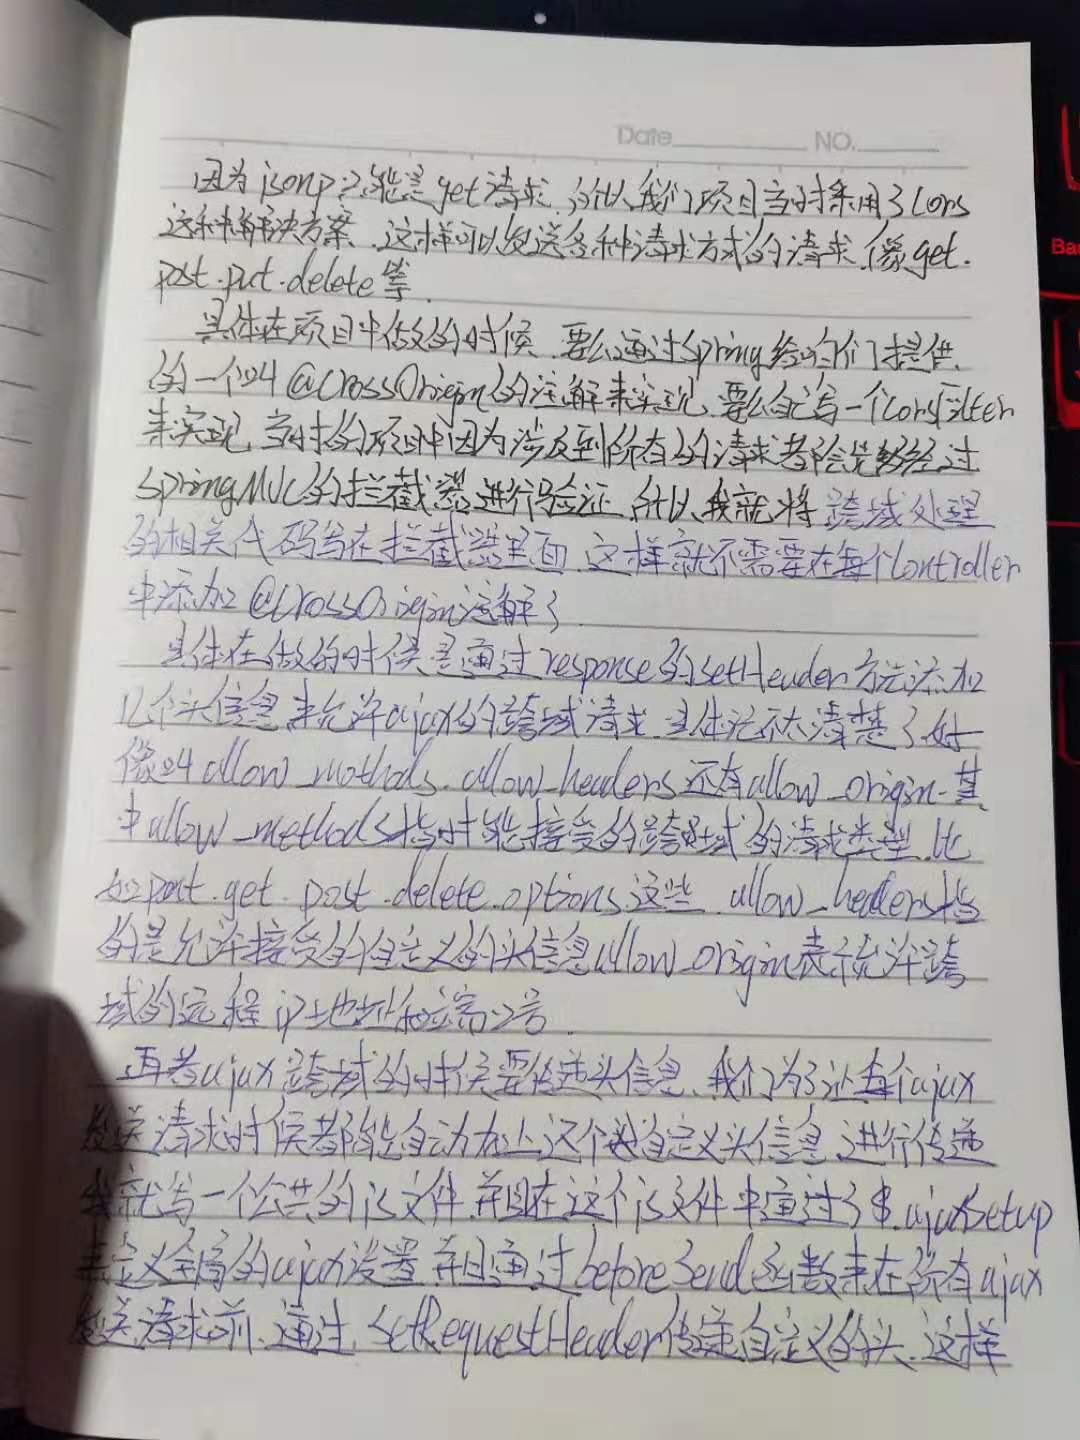 Date NO.
因为jsonp只能是get请求.所以我们项目当时采用了Cors
这种解决方案.这样可以发送各种请求方式的请求.像get.
post.put.delete等.
具体在项目中做的时候.要么通过Spring给咱们提供
的一个叫@CrossOrigin的注解来实现.要么自己写一个CorsFilter
来实现.当时的项目中因为涉及到所有的请求都会先经过
SpringMVC的拦截器进行验证.所以我就将跨域处理
的相关代码写在拦截器里面.这样就不需要在每个Controller
中添加@CrossOrigin注解了.
具体在做的时候是通过response的setHeader方法添加
几个头信息来允许ajax的跨域请求.具体记不太清楚了好
像叫allow_methods.allow_headers还有allow_origin.其
中allow_methods指时能接受的跨域的请求类型.比
如put.get.post.delete.options这些.allow_headers指
的是允许接受的自定义的头信息allow_origin表示允许跨
域的远程ip地址和端口号.
再者ajax跨域的时候要传递头信息.我们为了让每个ajax
发送请求时候都能自动加上这个自定义头信息.进行传递
我就写一个公共的js文件.并且在这个js文件中通过了$.ajaxSetup
来定义全局的ajax设置并且通过beforeSend函数来在所有ajax
发送请求前.通过.setRequestHeader传递自定义的头.这样